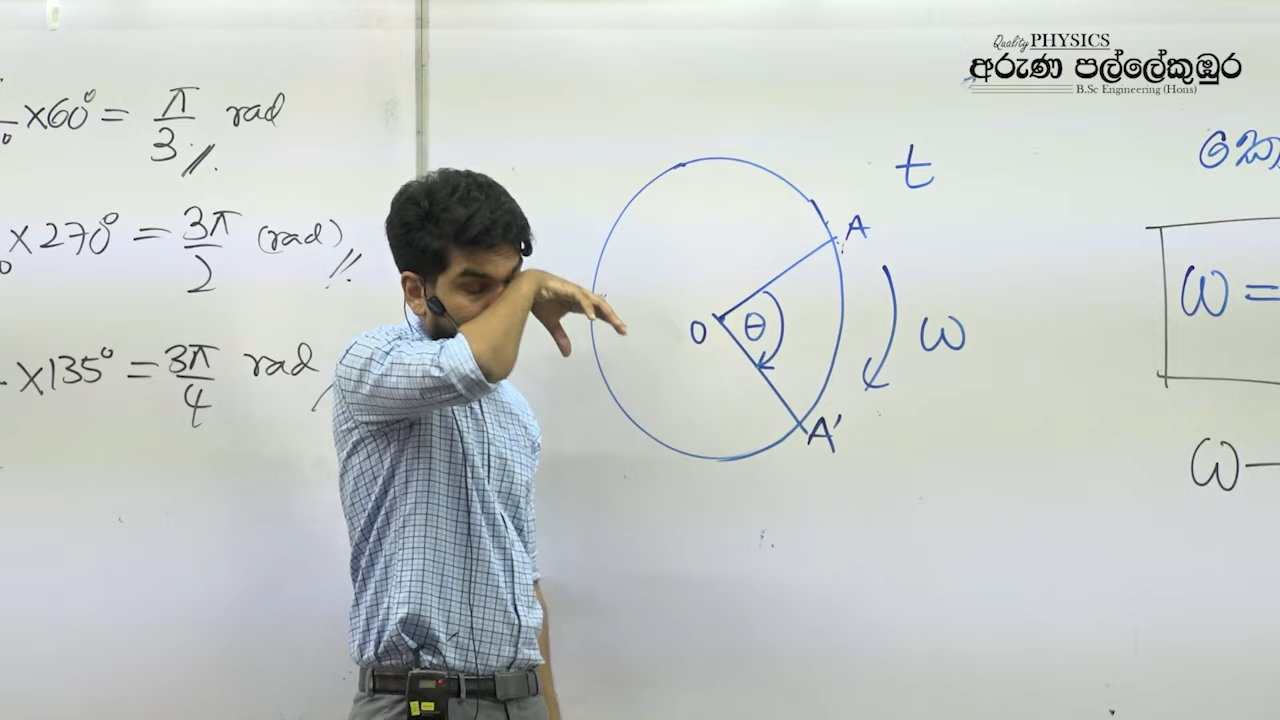 Quality PHYSICS
අරුණ පල්ලේකුඹුර
B.Sc Engineering (Hons)
×60° = π/3 rad
×270° = 3π/2 (rad)
×135° = 3π/4 rad
t
A
O
θ
ω
A'
ω =
ω –